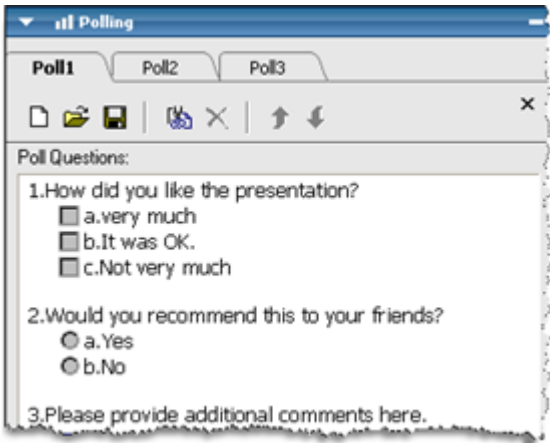 Polling
Poll1 Poll2 Poll3
Poll Questions:
1.How did you like the presentation?
a.very much
b.It was OK.
c.Not very much
2.Would you recommend this to your friends?
a.Yes
b.No
3.Please provide additional comments here.